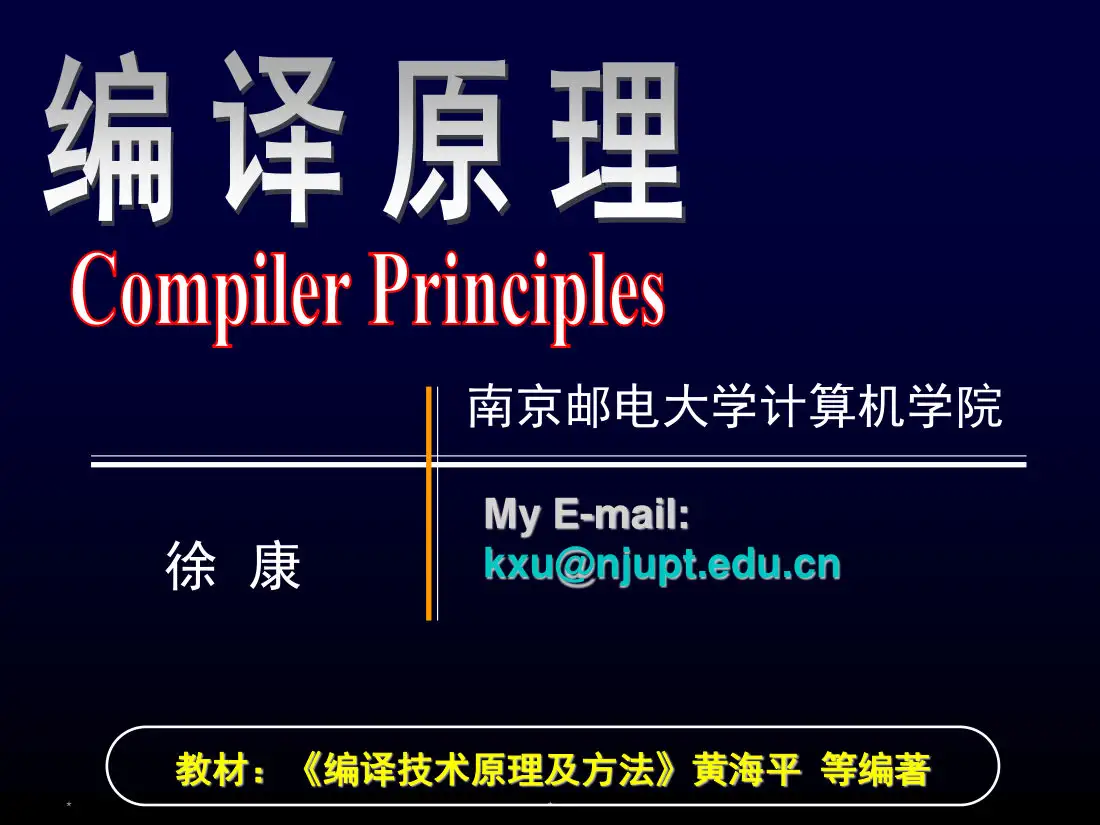 编译原理
Compiler Principles
南京邮电大学计算机学院
徐 康
My E-mail:
kxu@njupt.edu.cn
教材：《编译技术原理及方法》黄海平 等编著
* *